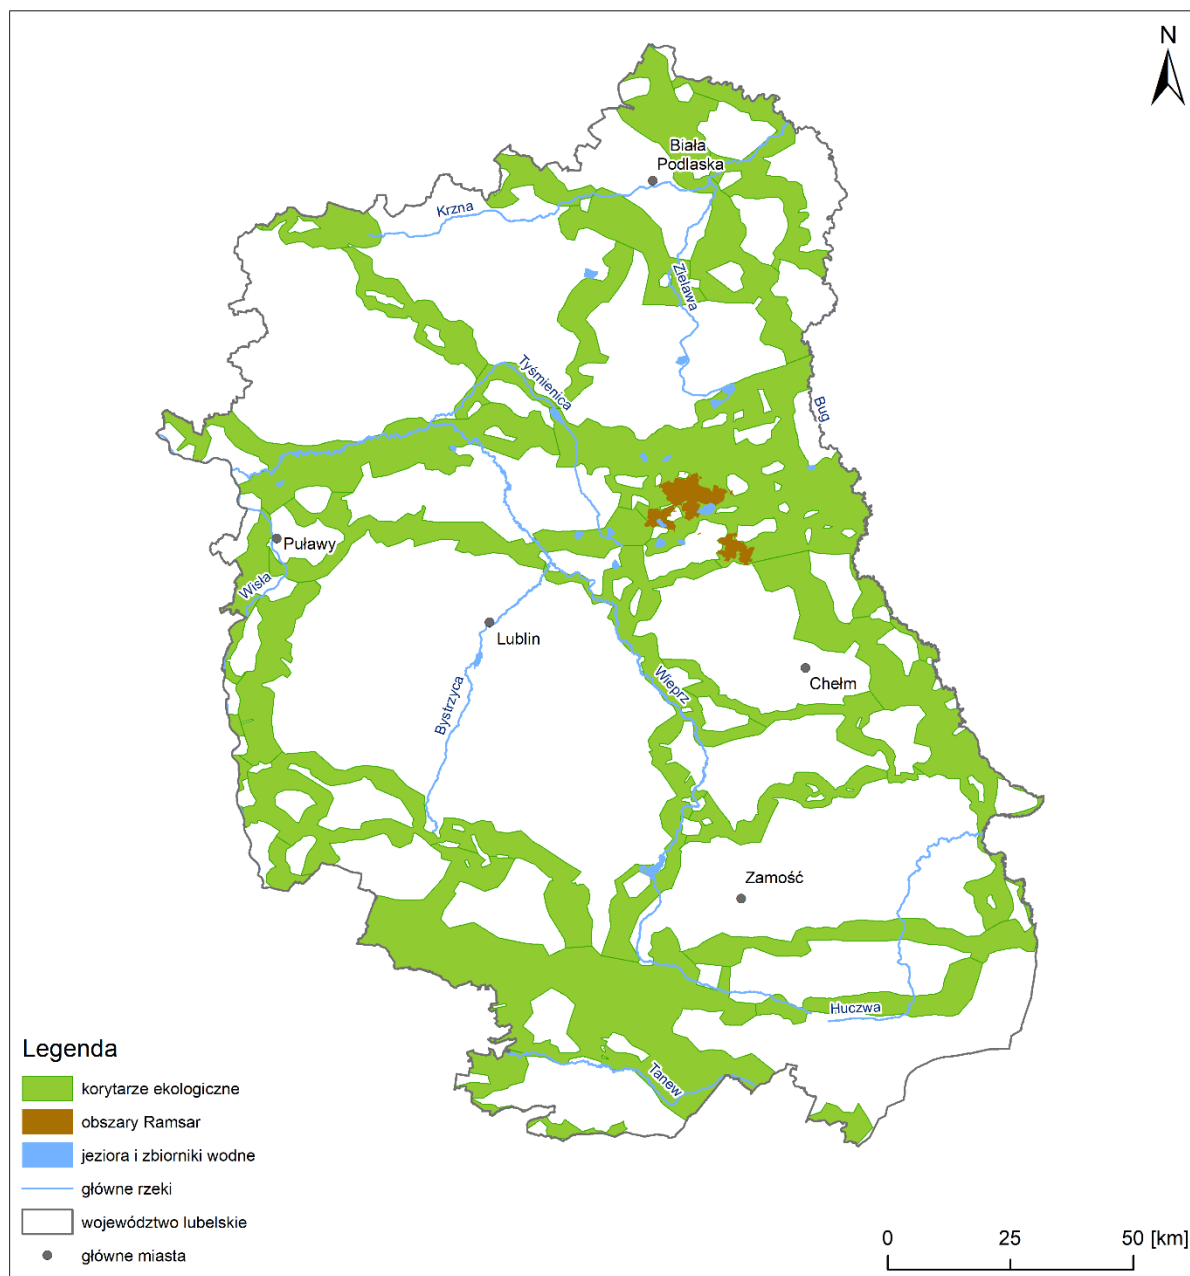 N
Biała
Podlaska
Krzna
Zielawa
Tyśmienica
Bug
Puławy
Wisła
Lublin
Bystrzyca
Wieprz
Chełm
Zamość
Huczwa
Tanew
Legenda
korytarze ekologiczne
obszary Ramsar
jeziora i zbiorniki wodne
główne rzeki
województwo lubelskie
główne miasta
0 25 50 [km]